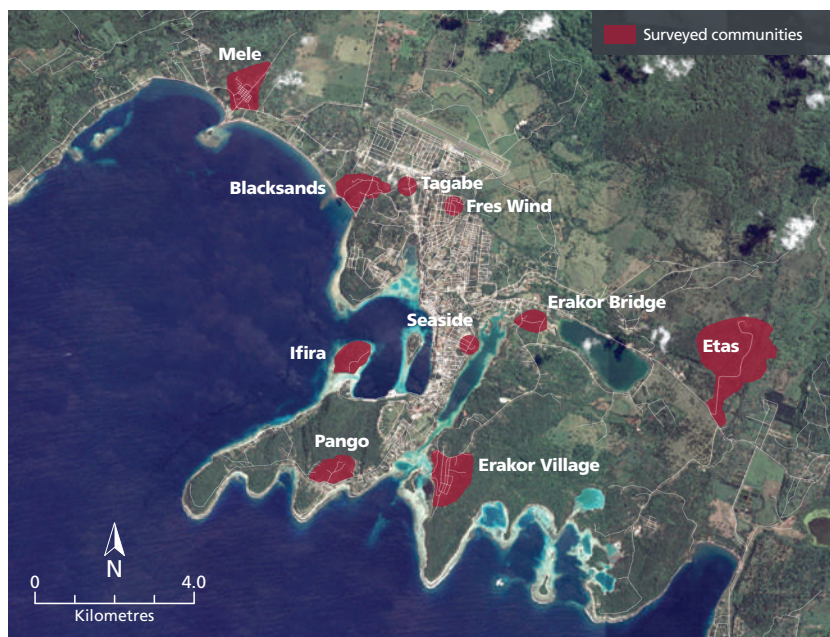 Surveyed communities
Mele
Blacksands
Tagabe
Fres Wind
Erakor Bridge
Seaside
Ifira
Etas
Pango
Erakor Village
N
0
4.0
Kilometres